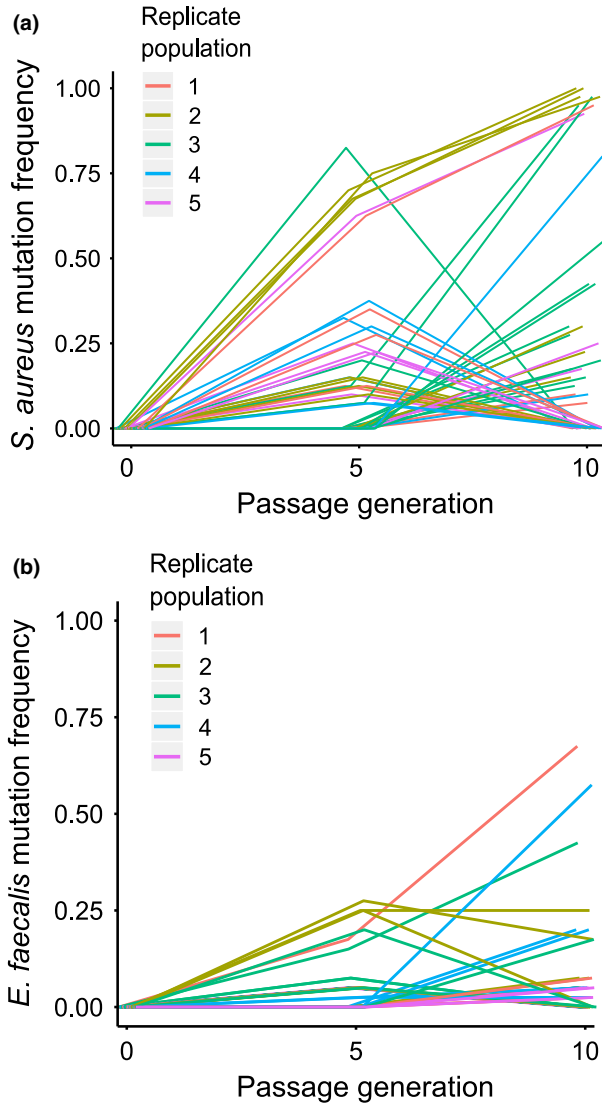 (a)
Replicate
population
1
2
3
4
5
S. aureus mutation frequency
1.00
0.75
0.50
0.25
0.00
0
5
10
Passage generation
(b)
Replicate
population
1
2
3
4
5
E. faecalis mutation frequency
1.00
0.75
0.50
0.25
0.00
0
5
10
Passage generation